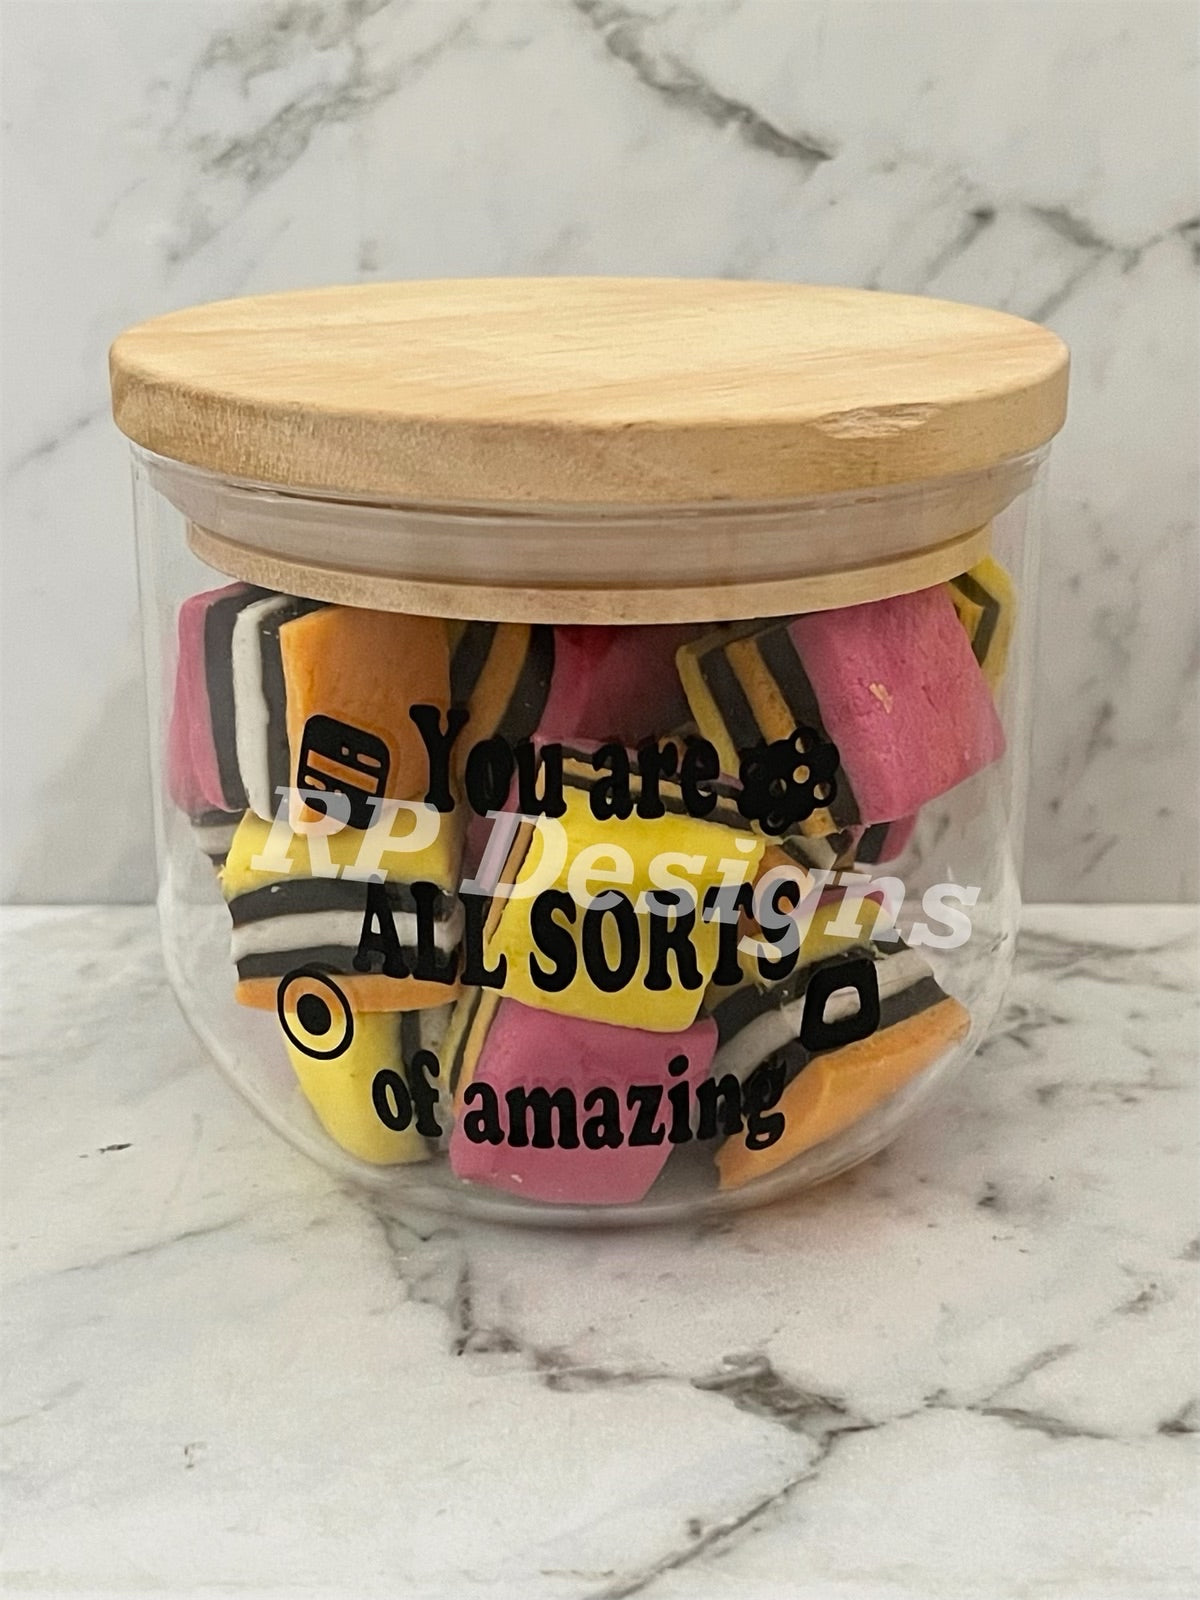 You are
RP Designs
ALL SORTS
of amazing